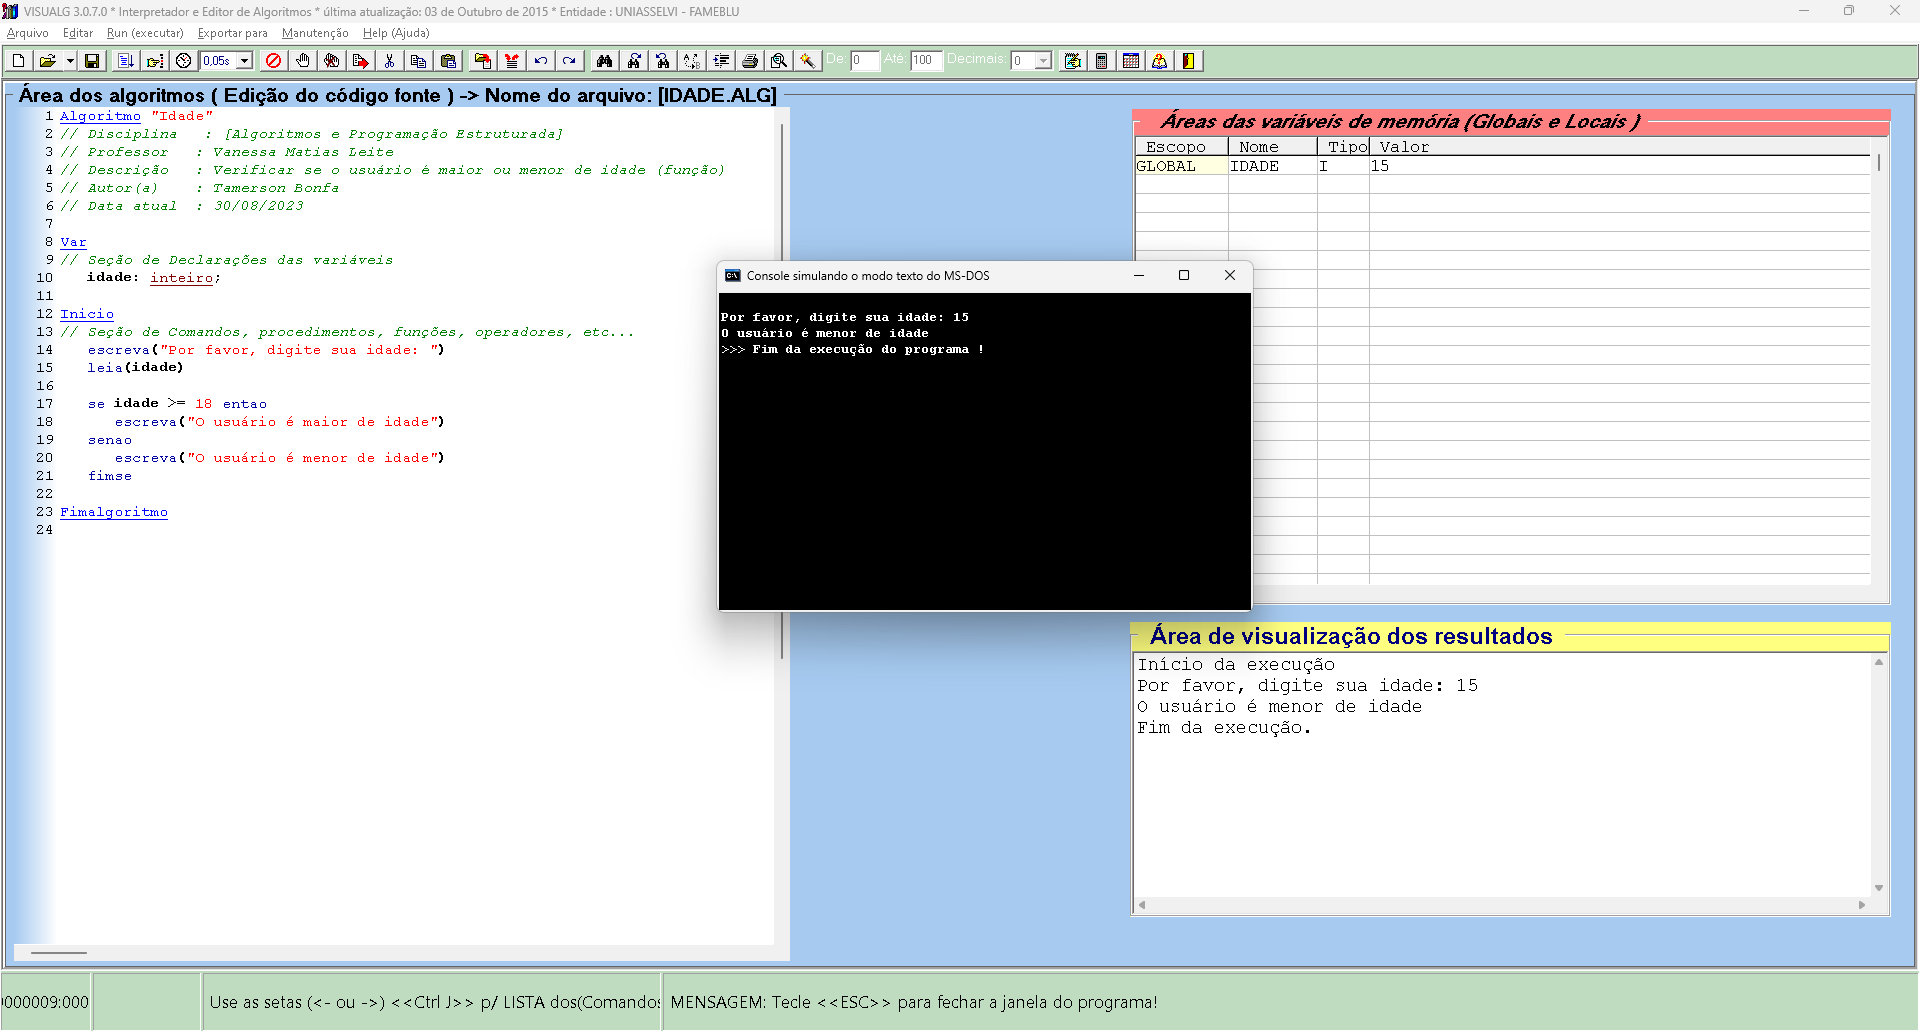 VISUALG 3.0.7.0 * Interpretador e Editor de Algoritmos * última atualização: 03 de Outubro de 2015 * Entidade : UNIASSELVI - FAMEBLU
Arquivo Editar Run (executar) Exportar para Manutenção Help (Ajuda)
0,05s De: 0 Até: 100 Decimais: 0
Área dos algoritmos ( Edição do código fonte ) -> Nome do arquivo: [IDADE.ALG]
1 Algoritmo "Idade"
2 // Disciplina : [Algoritmos e Programação Estruturada]
3 // Professor : Vanessa Matias Leite
4 // Descrição : Verificar se o usuário é maior ou menor de idade (função)
5 // Autor(a) : Tamerson Bonfa
6 // Data atual : 30/08/2023
7
8 Var
9 // Seção de Declarações das variáveis
10 idade: inteiro;
11
12 Inicio
13 // Seção de Comandos, procedimentos, funções, operadores, etc...
14 escreva("Por favor, digite sua idade: ")
15 leia(idade)
16
17 se idade >= 18 entao
18 escreva("O usuário é maior de idade")
19 senao
20 escreva("O usuário é menor de idade")
21 fimse
22
23 Fimalgoritmo
24
Console simulando o modo texto do MS-DOS
Por favor, digite sua idade: 15
O usuário é menor de idade
>>> Fim da execução do programa !
Áreas das variáveis de memória (Globais e Locais )
Escopo Nome Tipo Valor
GLOBAL IDADE I 15
Área de visualização dos resultados
Início da execução
Por favor, digite sua idade: 15
O usuário é menor de idade
Fim da execução.
000009:000 Use as setas (<- ou ->) <<Ctrl J>> p/ LISTA dos(Comandos MENSAGEM: Tecle <<ESC>> para fechar a janela do programa!